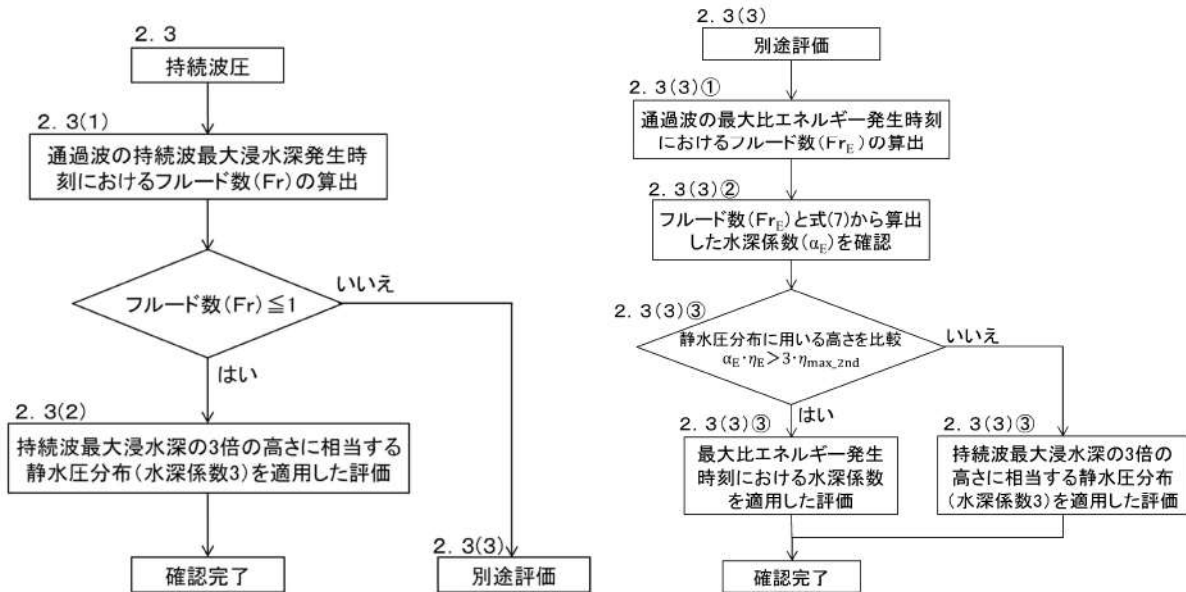 2.3
持続波圧
2.3(1)
通過波の持続波最大浸水深発生時
刻におけるフルード数(Fr)の算出
フルード数(Fr)≦1
いいえ
はい
2.3(2)
持続波最大浸水深の3倍の高さに相当する
静水圧分布(水深係数3)を適用した評価
確認完了
2.3(3)
別途評価
2.3(3)
別途評価
2.3(3)①
通過波の最大比エネルギー発生時刻
におけるフルード数(Fr_E)の算出
2.3(3)②
フルード数(Fr_E)と式(7)から算出
した水深係数(α_E)を確認
2.3(3)③
静水圧分布に用いる高さを比較
α_E·η_E>3·η_max_2nd
いいえ
はい
2.3(3)③
最大比エネルギー発生
時刻における水深係数
を適用した評価
2.3(3)③
持続波最大浸水深の3倍の
高さに相当する静水圧分布
(水深係数3)を適用した評価
確認完了